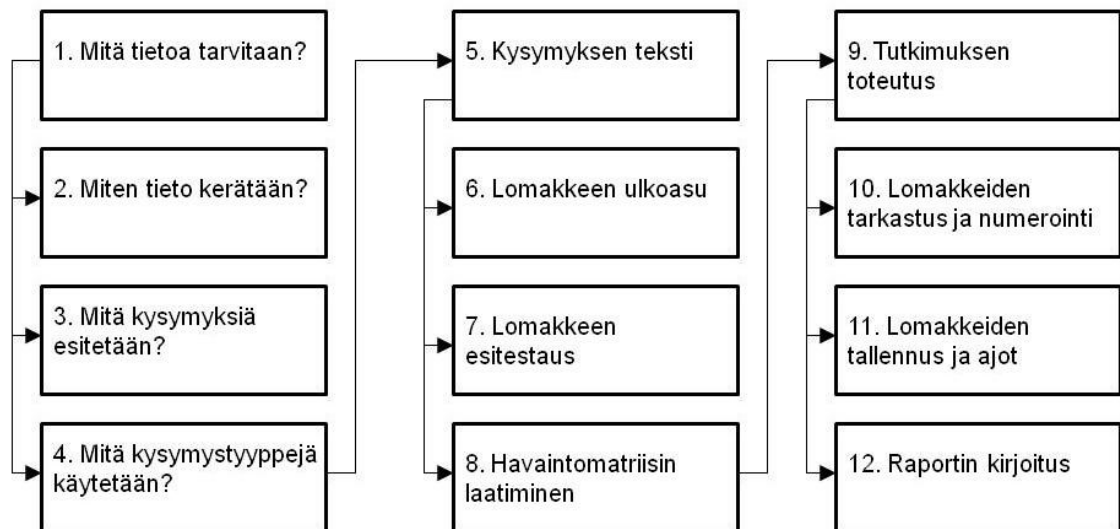 1. Mitä tietoa tarvitaan?
2. Miten tieto kerätään?
3. Mitä kysymyksiä
esitetään?
4. Mitä kysymystyyppejä
käytetään?
5. Kysymyksen teksti
6. Lomakkeen ulkoasu
7. Lomakkeen
esitestaus
8. Havaintomatriisin
laatiminen
9. Tutkimuksen
toteutus
10. Lomakkeiden
tarkastus ja numerointi
11. Lomakkeiden
tallennus ja ajot
12. Raportin kirjoitus